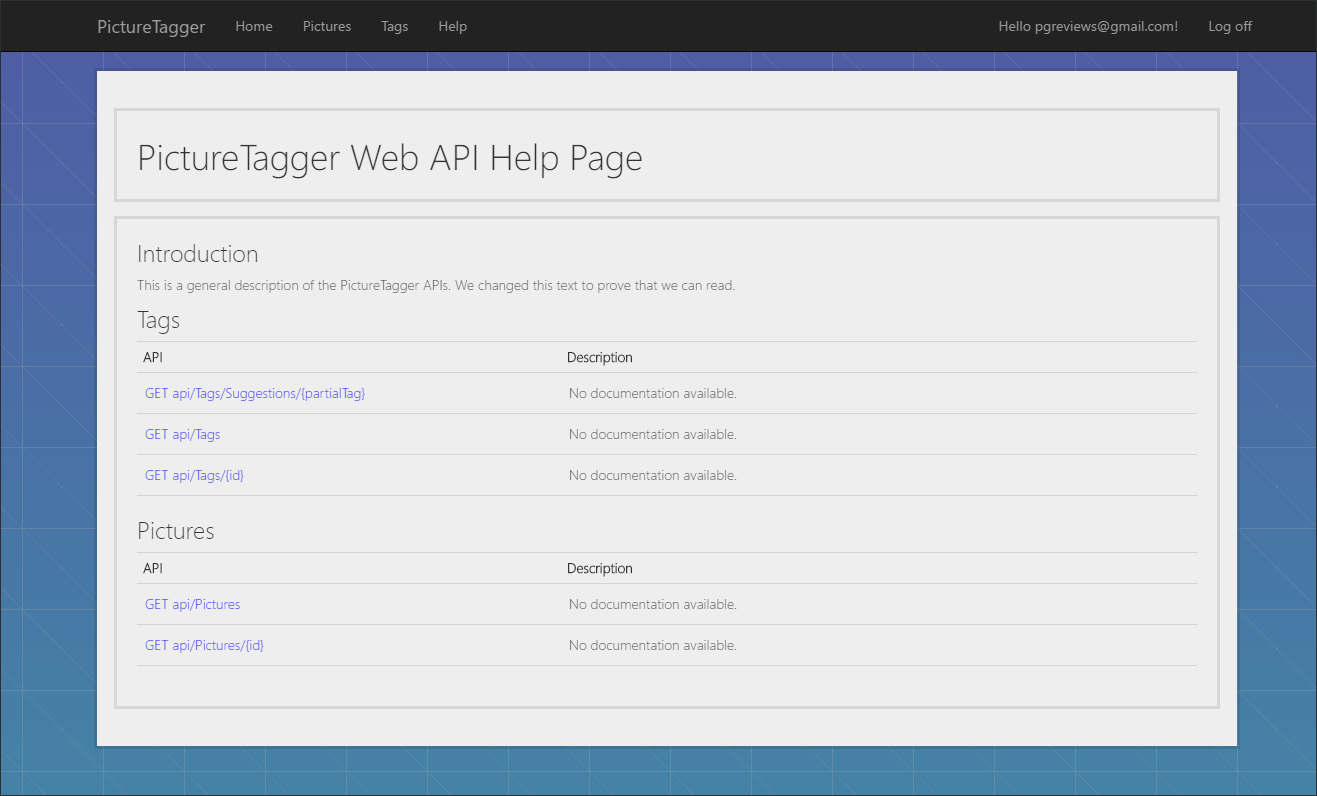 PictureTagger Home Pictures Tags Help Hello pgreviews@gmail.com! Log off
PictureTagger Web API Help Page
Introduction
This is a general description of the PictureTagger APIs. We changed this text to prove that we can read.
Tags
API Description
GET api/Tags/Suggestions/{partialTag} No documentation available.
GET api/Tags No documentation available.
GET api/Tags/{id} No documentation available.
Pictures
API Description
GET api/Pictures No documentation available.
GET api/Pictures/{id} No documentation available.